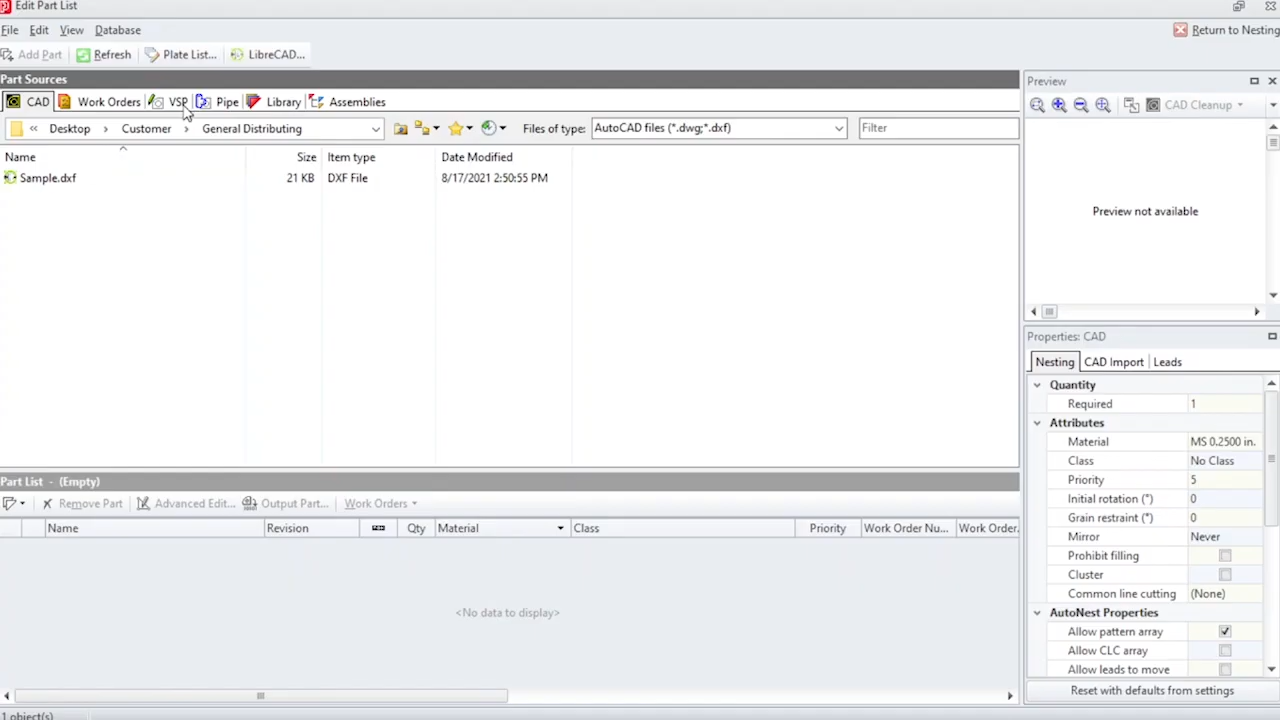 Edit Part List
File Edit View Database Return to Nesting
Add Part Refresh Plate List... LibreCAD...
Part Sources
CAD Work Orders VSP Pipe Library Assemblies
« Desktop › Customer › General Distributing Files of type: AutoCAD files (*.dwg;*.dxf) Filter
Name Size Item type Date Modified
Sample.dxf 21 KB DXF File 8/17/2021 2:50:55 PM
Preview
CAD Cleanup
Preview not available
Properties: CAD
Nesting CAD Import Leads
Quantity
Required 1
Attributes
Material MS 0.2500 in.
Class No Class
Priority 5
Initial rotation (*) 0
Grain restraint (*) 0
Mirror Never
Prohibit filling
Cluster
Common line cutting (None)
AutoNest Properties
Allow pattern array
Allow CLC array
Allow leads to move
Reset with defaults from settings
Part List - (Empty)
Remove Part Advanced Edit... Output Part... Work Orders
Name Revision Qty Material Class Priority Work Order Nu... Work Order.
<No data to display>
1 object(s)